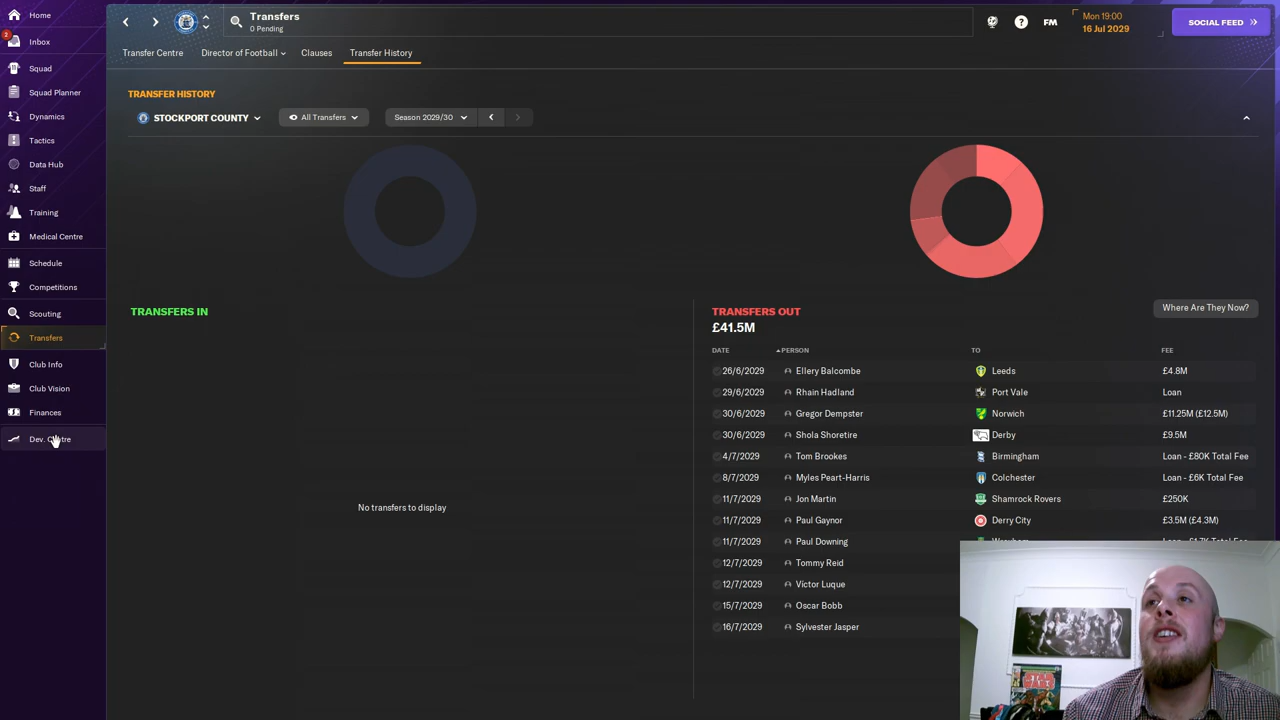 Home
Transfers
0 Pending
Mon 19:00
16 Jul 2029
FM
SOCIAL FEED
2
Inbox
Squad
Squad Planner
Dynamics
Tactics
Data Hub
Staff
Training
Medical Centre
Schedule
Competitions
Scouting
Transfers
Club Info
Club Vision
Finances
Dev. Centre
Transfer Centre Director of Football Clauses Transfer History
TRANSFER HISTORY
STOCKPORT COUNTY All Transfers Season 2029/30
TRANSFERS IN
No transfers to display
TRANSFERS OUT
£41.5M
Where Are They Now?
DATE PERSON TO FEE
26/6/2029 Ellery Balcombe Leeds £4.8M
29/6/2029 Rhain Hadland Port Vale Loan
30/6/2029 Gregor Dempster Norwich £11.25M (£12.5M)
30/6/2029 Shola Shoretire Derby £9.5M
4/7/2029 Tom Brookes Birmingham Loan - £80K Total Fee
8/7/2029 Myles Peart-Harris Colchester Loan - £6K Total Fee
11/7/2029 Jon Martin Shamrock Rovers £250K
11/7/2029 Paul Gaynor Derry City £3.5M (£4.3M)
11/7/2029 Paul Downing
12/7/2029 Tommy Reid
12/7/2029 Víctor Luque
15/7/2029 Oscar Bobb
16/7/2029 Sylvester Jasper
STAR
WARS